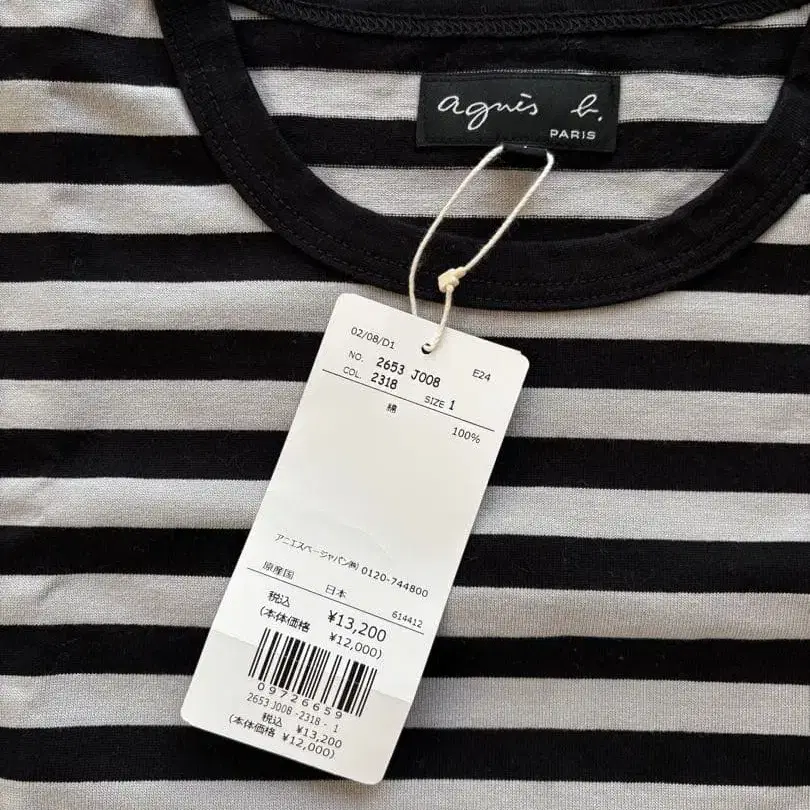 agnès b.
PARIS
02/08/D1
NO. 2653 J008 E24
COL. 2318 SIZE 1
綿 100%
アニエスベージャパン㈱ 0120-744800
原産国 日本 614412
税込 ¥13,200
(本体価格 ¥12,000)
09726659
2653 J008 -2318 - 1
税込 ¥13,200
(本体価格 ¥12,000)